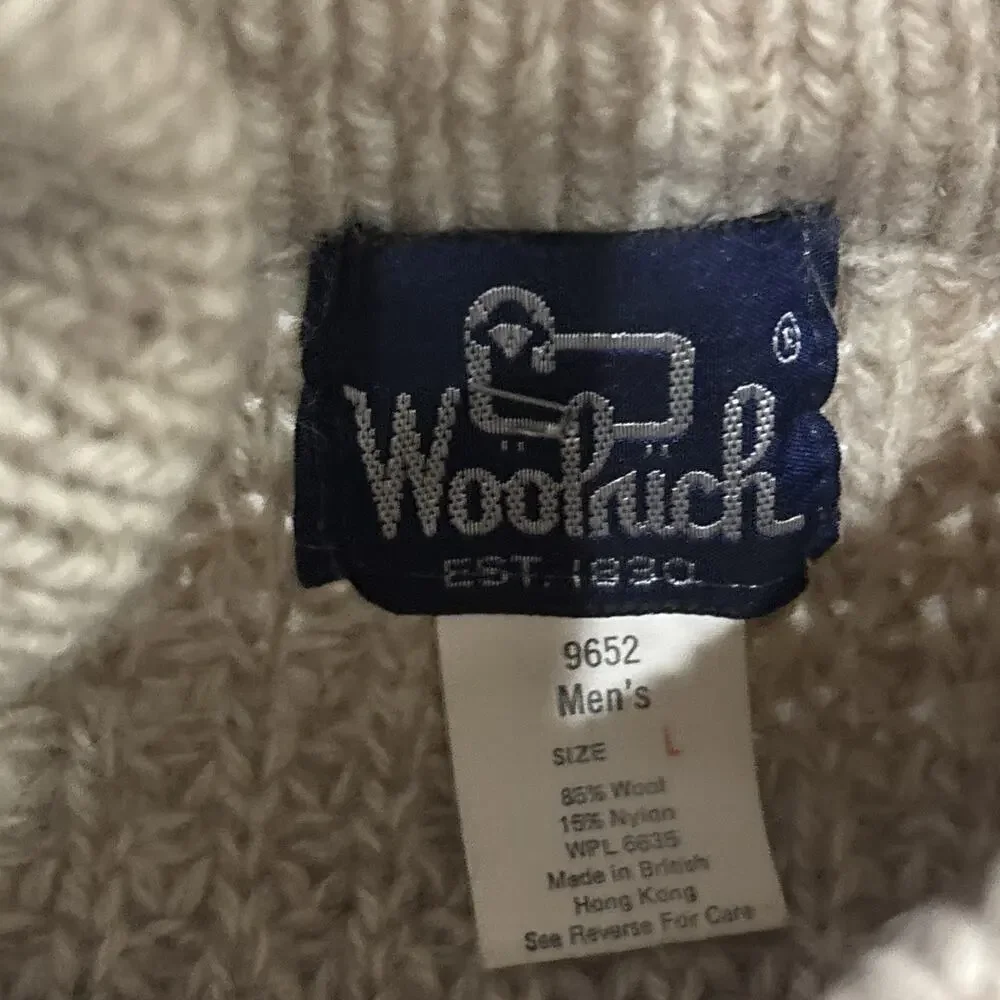 ®
Woolrich
EST. 1830
9652
Men's
SIZE L
85% Wool
15% Nylon
WPL 6635
Made in British
Hong Kong
See Reverse For Care